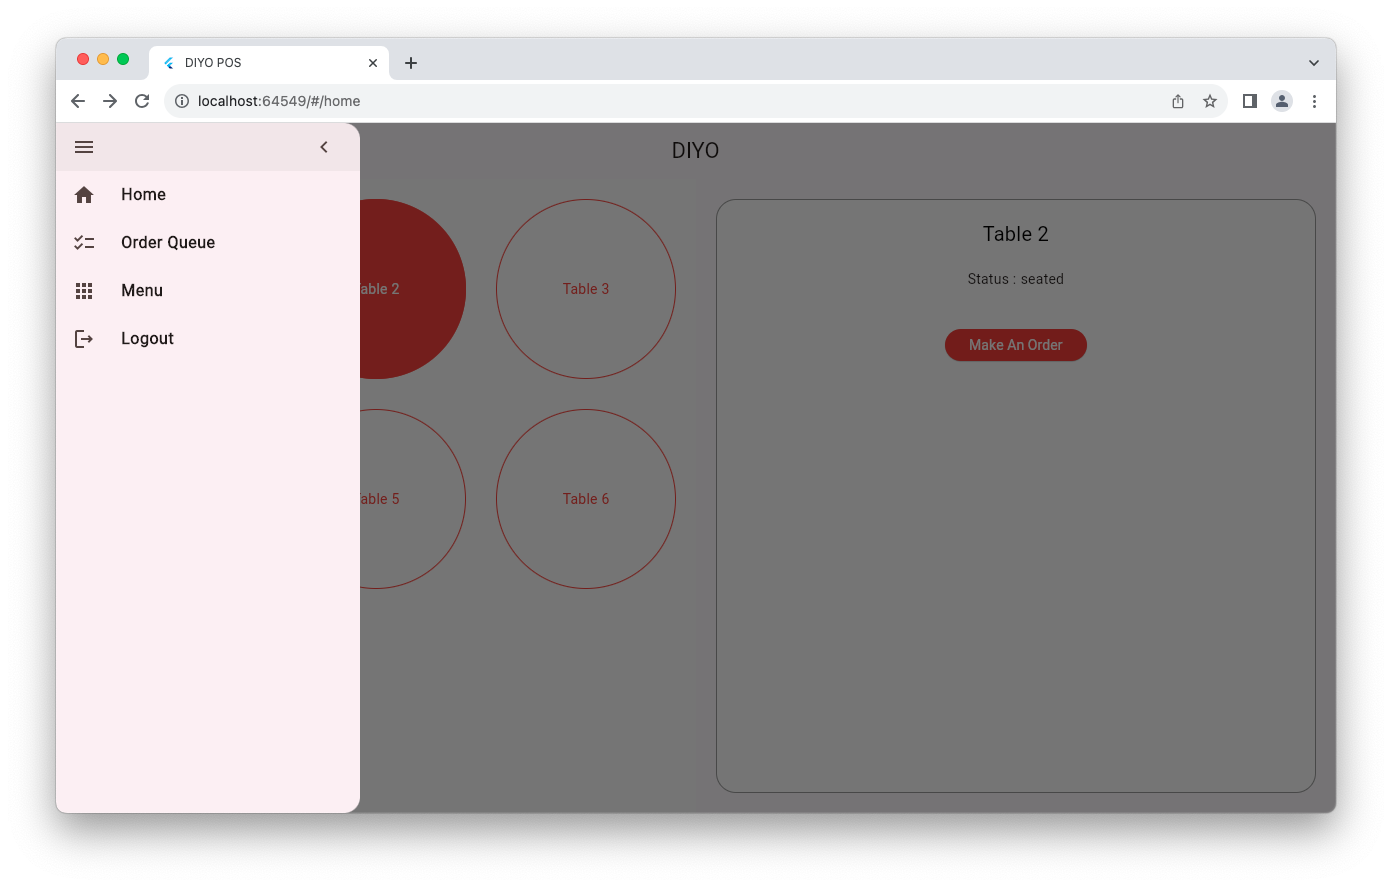 DIYO POS
localhost:64549/#/home
DIYO
Home
Order Queue
Menu
Logout
able 2
Table 3
able 5
Table 6
Table 2
Status : seated
Make An Order